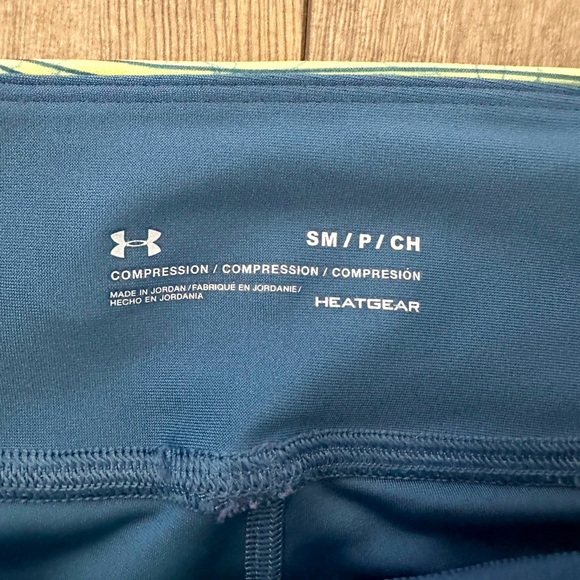 SM / P / CH
COMPRESSION / COMPRESSION / COMPRESIÓN
MADE IN JORDAN / FABRIQUÉ EN JORDANIE /
HECHO EN JORDANIA
HEATGEAR